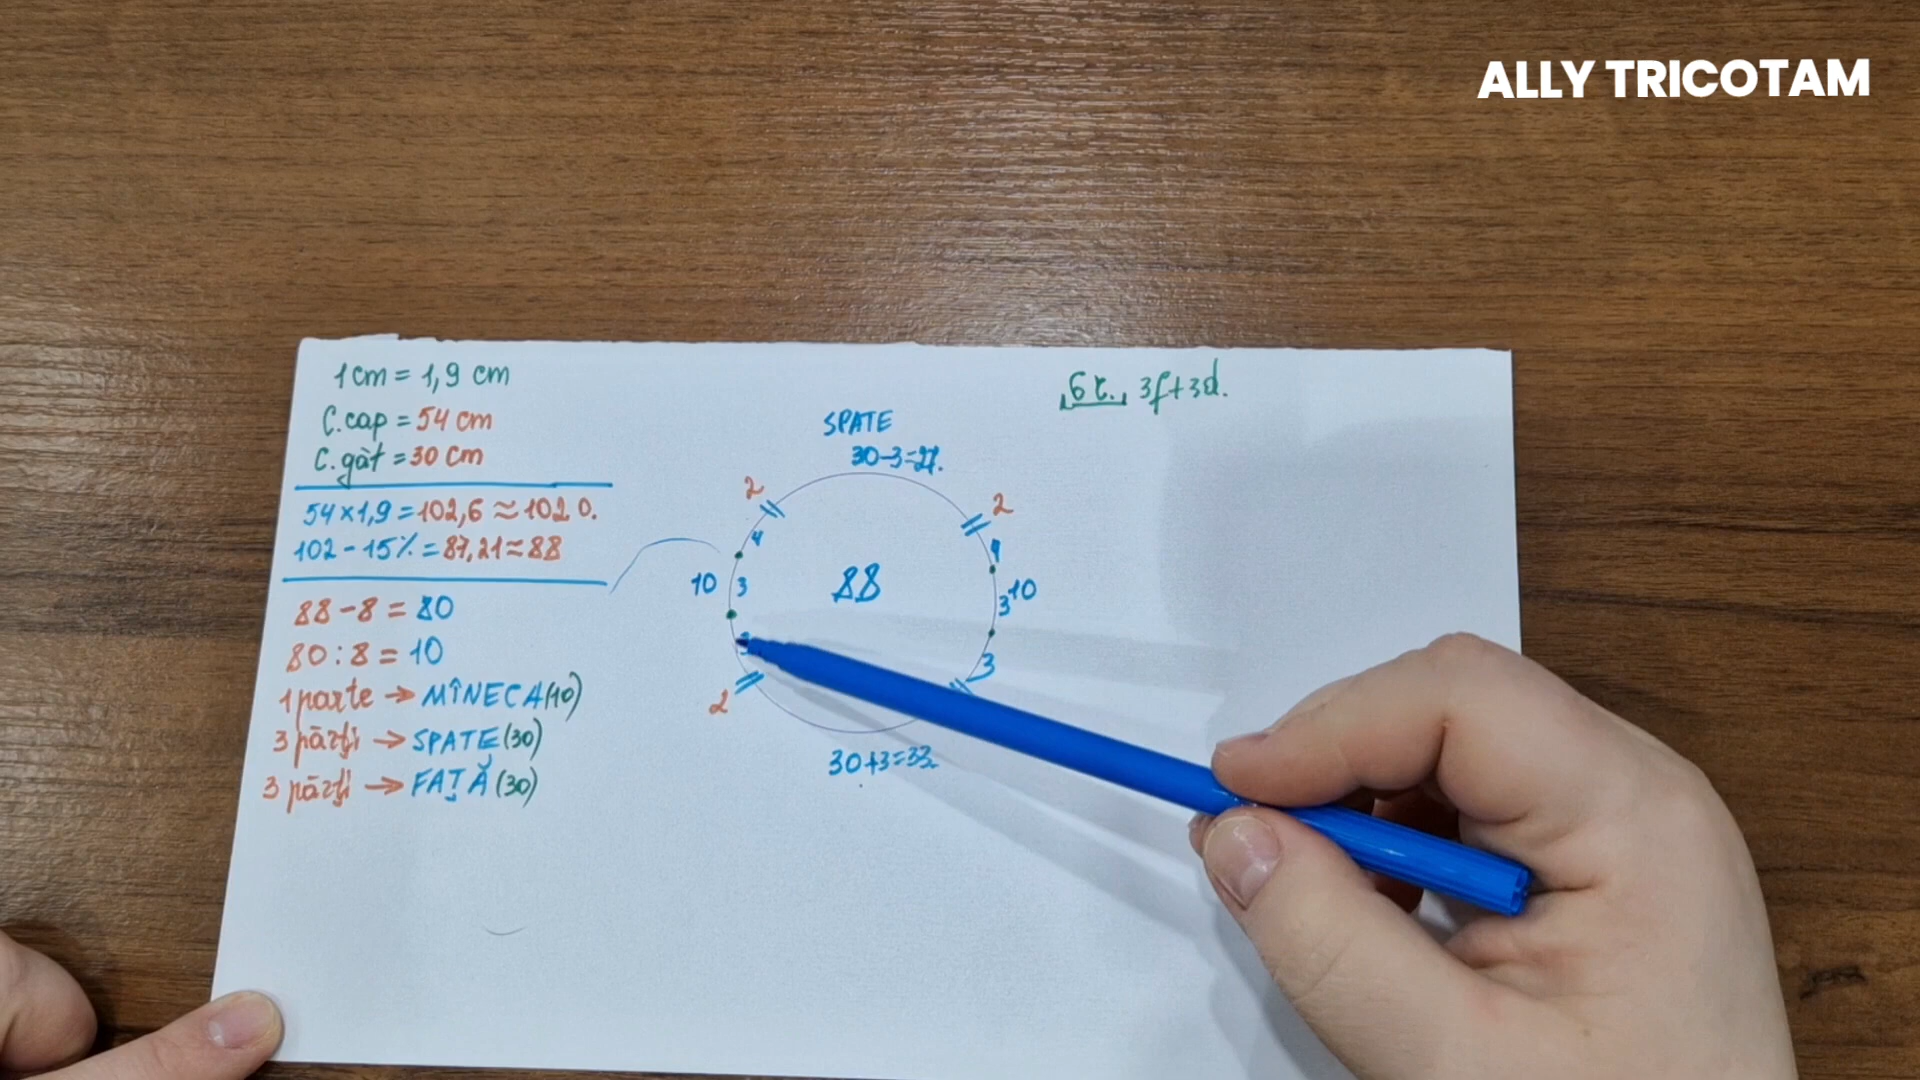 ALLY TRICOTAM
1cm = 1,9 cm
C.cap = 54 cm
C.gât = 30 cm
54×1,9 = 102,6 ≈ 102 O.
102 - 15% = 87,21 ≈ 88
88 - 8 = 80
80 : 8 = 10
1 parte → MÎNECA (10)
3 părți → SPATE (30)
3 părți → FAȚĂ (30)
6 r. 3f+3d.
SPATE
30-3=27.
2 2
4 4
10 3 88 3 10
3 3
2
30+3=33.